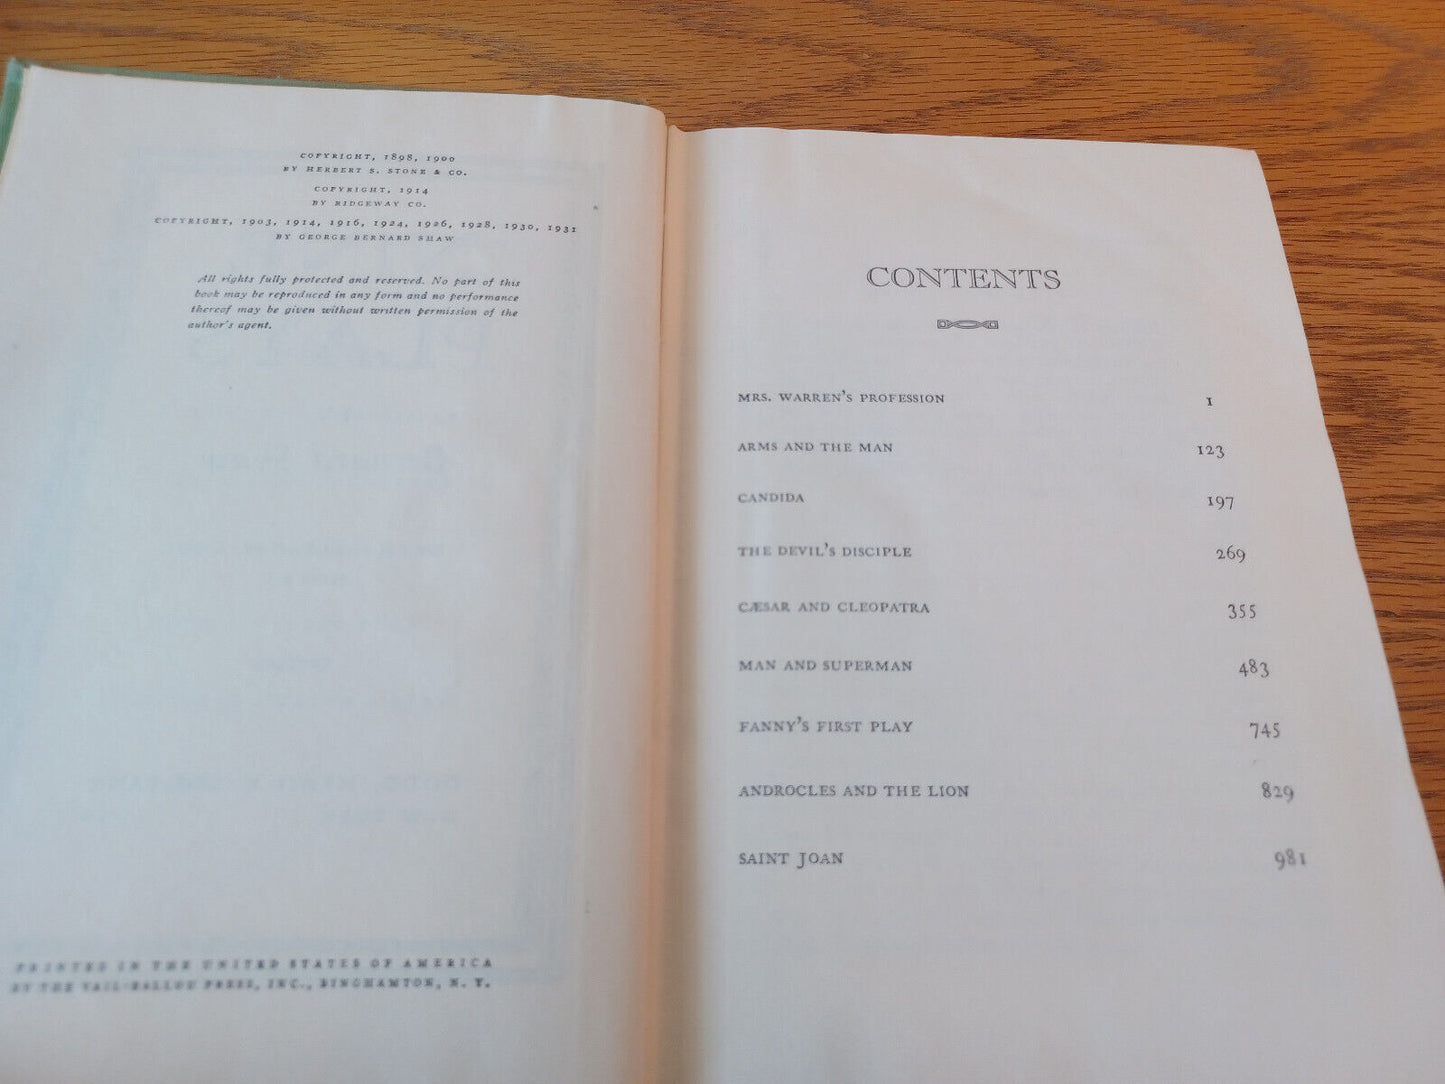 COPYRIGHT, 1898, 1900
BY HERBERT S. STONE & CO.
COPYRIGHT, 1914
BY RIDGEWAY CO.
COPYRIGHT, 1903, 1914, 1916, 1924, 1926, 1928, 1930, 1931
BY GEORGE BERNARD SHAW
All rights fully protected and reserved. No part of this
book may be reproduced in any form and no performance
thereof may be given without written permission of the
author's agent.
PRINTED IN THE UNITED STATES OF AMERICA
BY THE VAIL-BALLOU PRESS, INC., BINGHAMTON, N. Y.
CONTENTS
MRS. WARREN'S PROFESSION 1
ARMS AND THE MAN 123
CANDIDA 197
THE DEVIL'S DISCIPLE 269
CÆSAR AND CLEOPATRA 355
MAN AND SUPERMAN 483
FANNY'S FIRST PLAY 745
ANDROCLES AND THE LION 829
SAINT JOAN 981